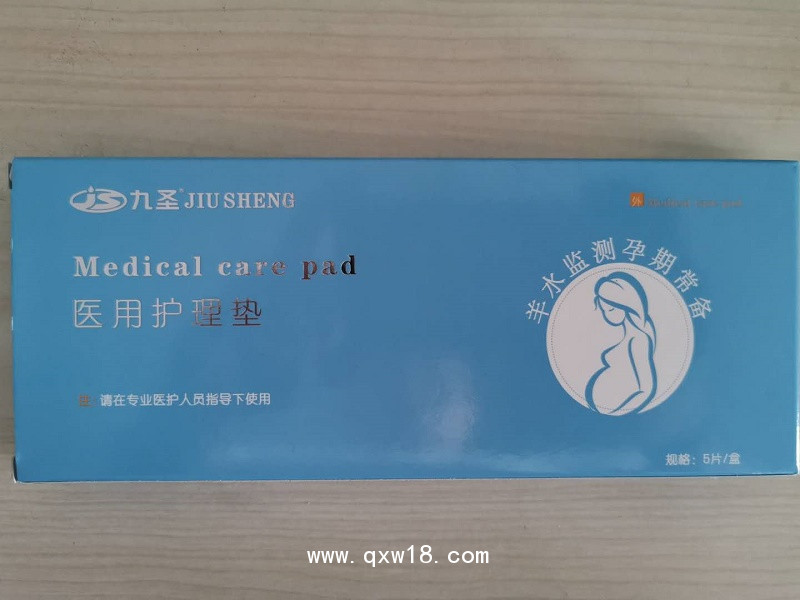 JS 九圣® JIUSHENG
外
Medical care pad
医用护理垫
羊水监测孕期常备
注 请在专业医护人员指导下使用
规格：5片/盒
www.qxw18.com